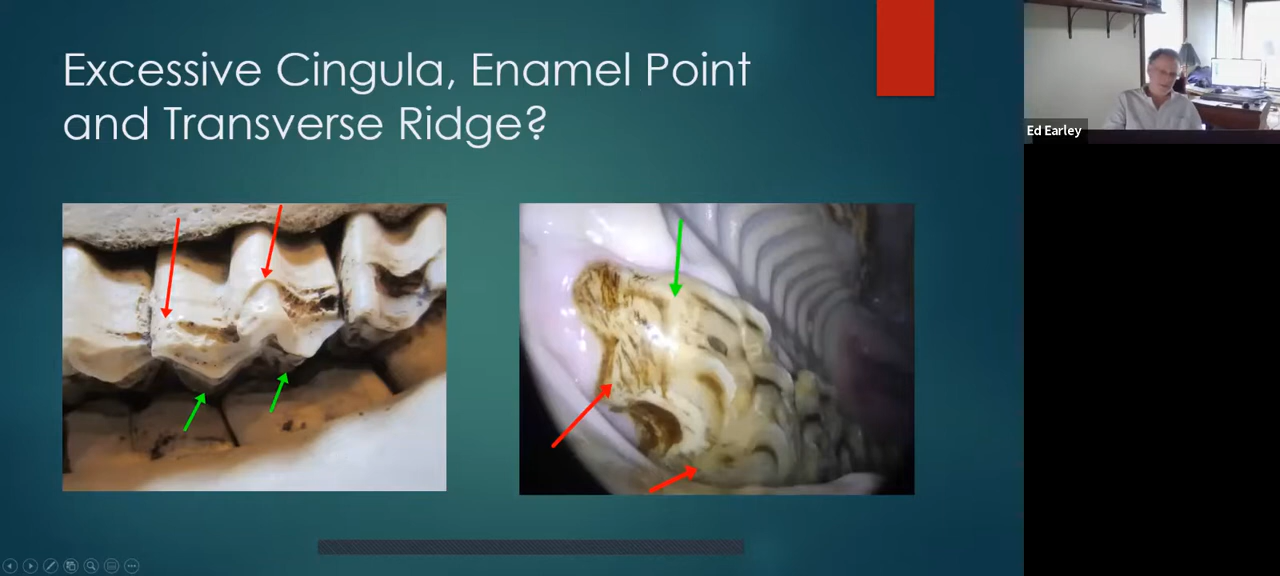 Excessive Cingula, Enamel Point
and Transverse Ridge?
Ed Earley